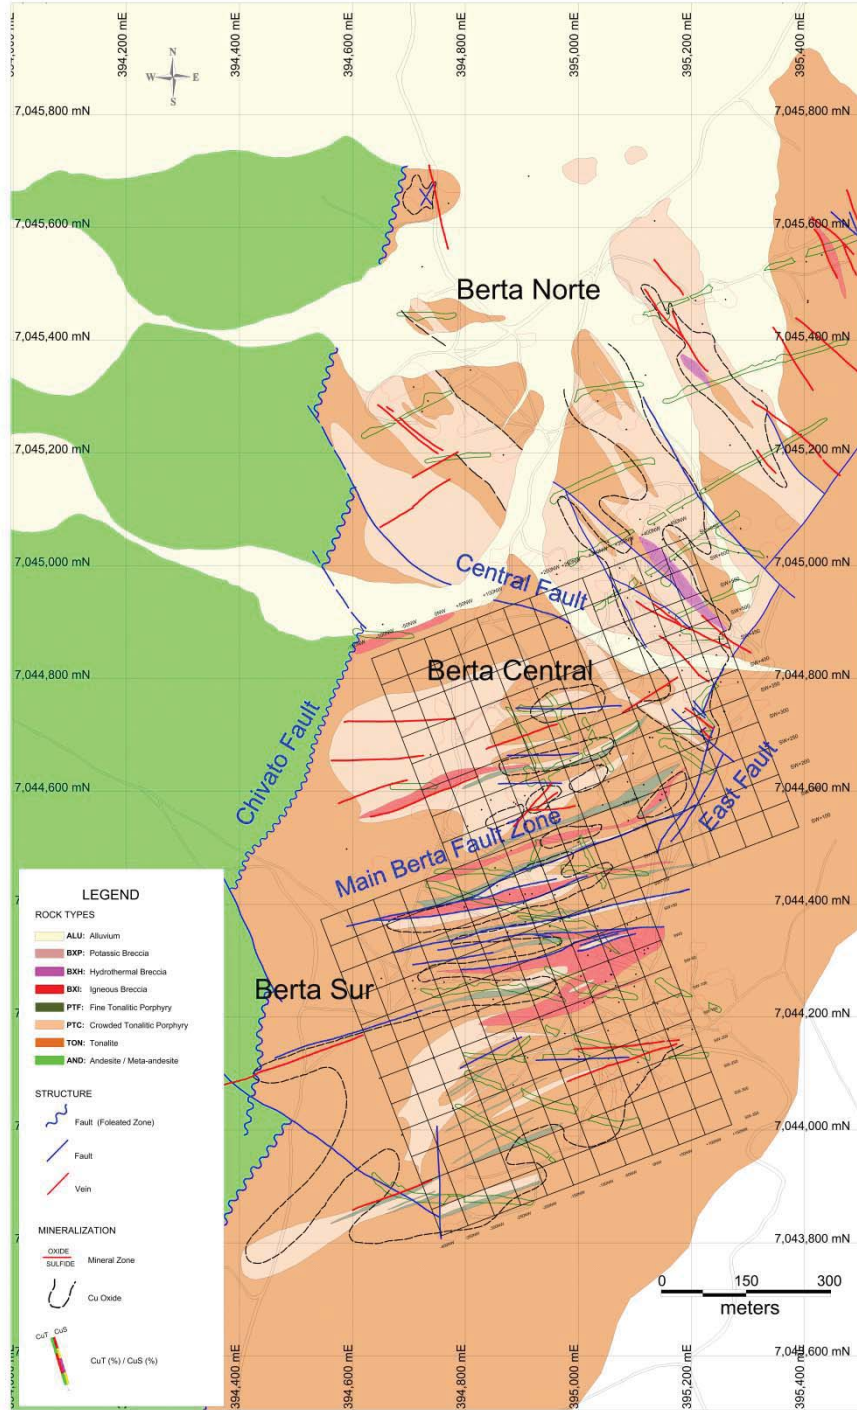 394,200 mE
394,400 mE
394,600 mE
394,800 mE
395,000 mE
395,200 mE
395,400 mE
N
W E
S
7,045,800 mN
7,045,800 mN
7,045,600 mN
7,045,600 mN
Berta Norte
7,045,400 mN
7,045,400 mN
7,045,200 mN
7,045,200 mN
7,045,000 mN
7,045,000 mN
Central Fault
Berta Central
7,044,800 mN
7,044,800 mN
Chivato Fault
7,044,600 mN
7,044,600 mN
East Fault
Main Berta Fault Zone
7,044,400 mN
Berta Sur
7,044,200 mN
7,044,000 mN
7,043,800 mN
7,045,600 mN
LEGEND
ROCK TYPES
ALU: Alluvium
BXP: Potassic Breccia
BXH: Hydrothermal Breccia
BXI: Igneous Breccia
PTF: Fine Tonalitic Porphyry
PTC: Crowded Tonalitic Porphyry
TON: Tonalite
AND: Andesite / Meta-andesite
STRUCTURE
Fault (Foleated Zone)
Fault
Vein
MINERALIZATION
OXIDE
SULFIDE
Mineral Zone
Cu Oxide
CuT CuS
CuT (%) / CuS (%)
0 150 300
meters
394,400 mE
394,600 mE
394,800 mE
395,000 mE
395,200 mE
395,400 mE